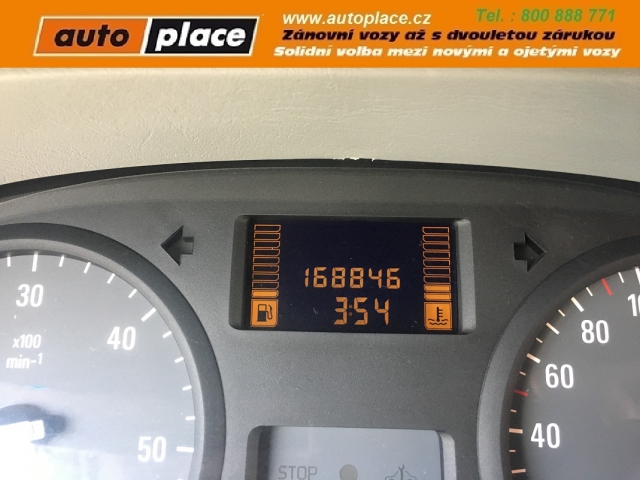 www.autoplace.cz
Tel. : 800 888 771
auto place
Zánovní vozy až s dvouletou zárukou
Solidní volba mezi novými a ojetými vozy
168846
3:54
30
40
50
x100
min-1
100
80
60
40
STOP